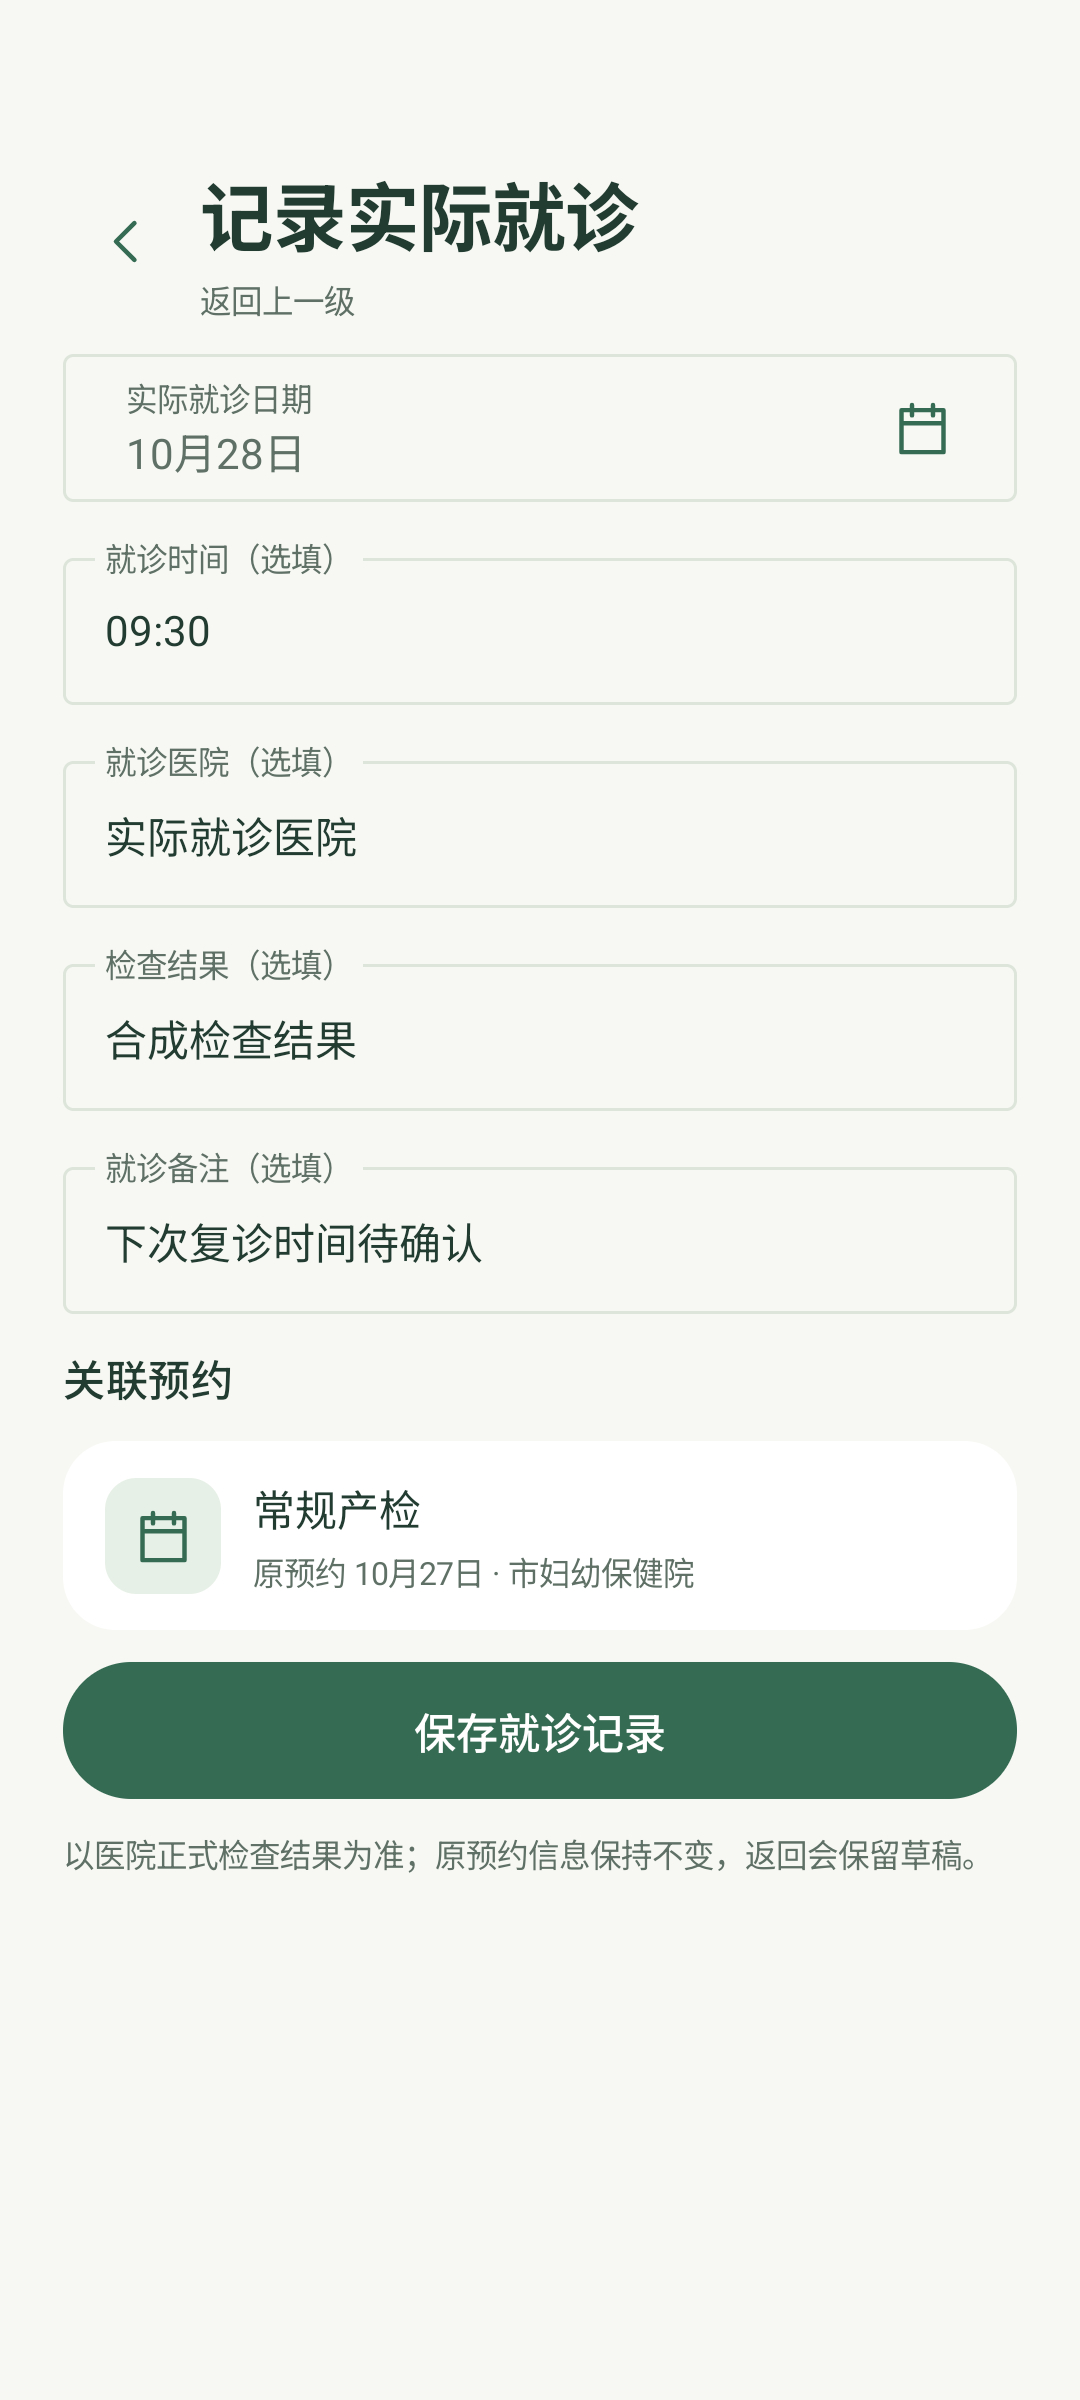 记录实际就诊
返回上一级
实际就诊日期
10月28日
就诊时间（选填）
09:30
就诊医院（选填）
实际就诊医院
检查结果（选填）
合成检查结果
就诊备注（选填）
下次复诊时间待确认
关联预约
常规产检
原预约 10月27日 · 市妇幼保健院
保存就诊记录
以医院正式检查结果为准；原预约信息保持不变，返回会保留草稿。